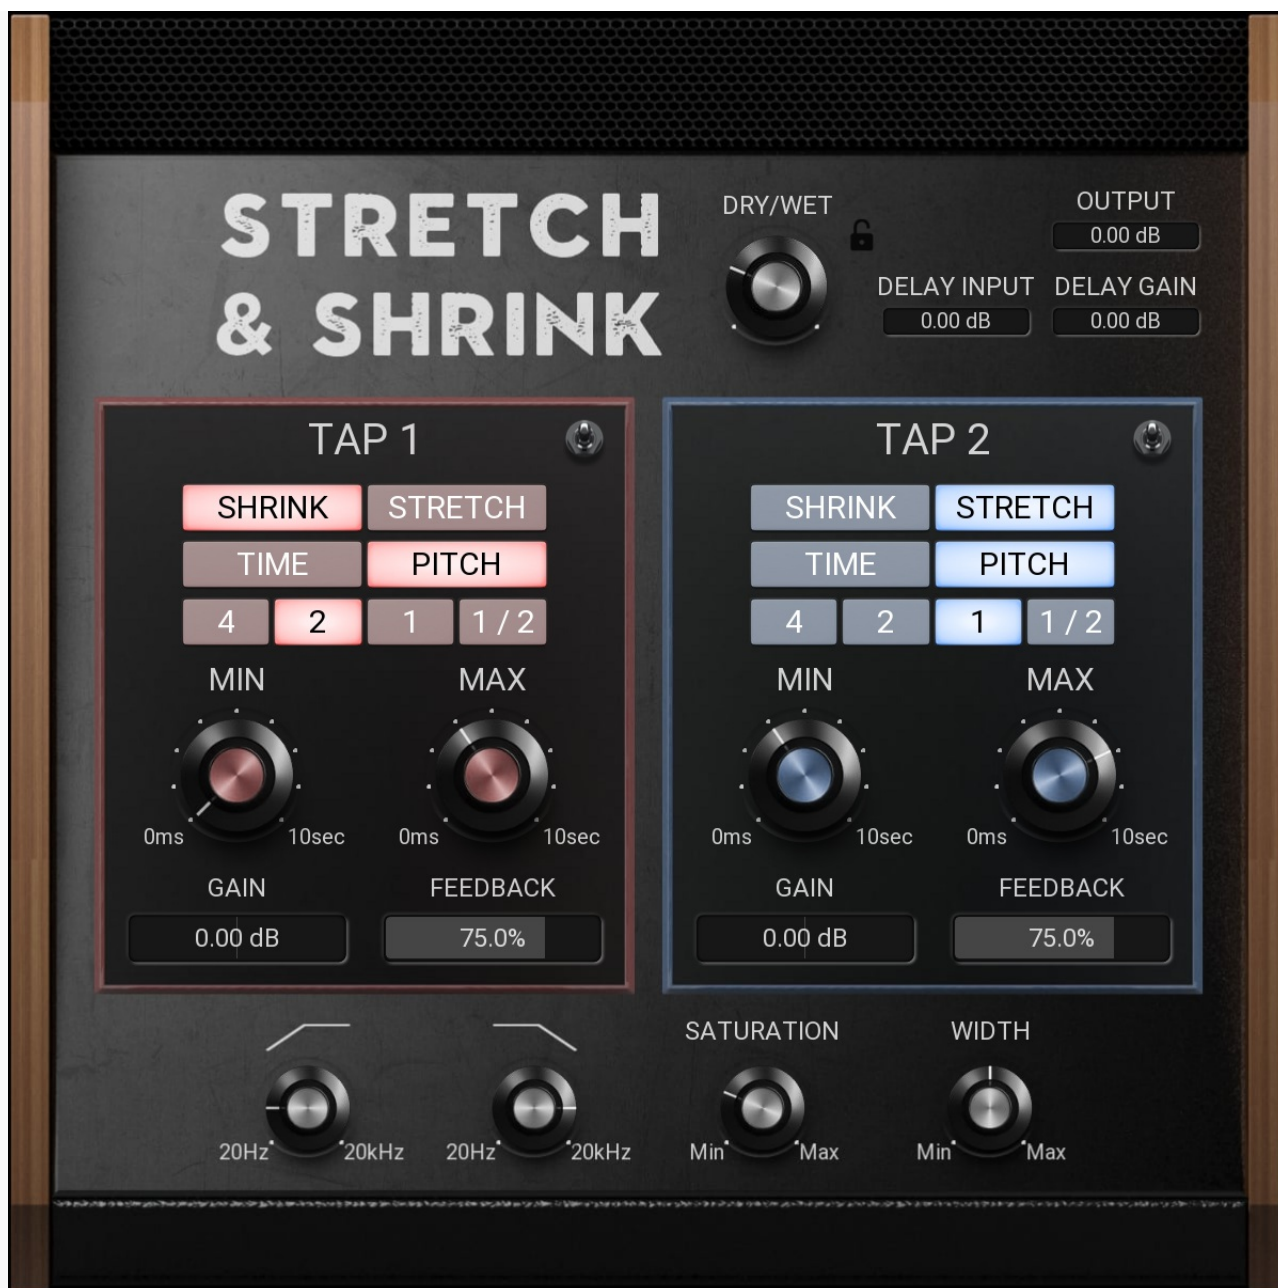 STRETCH
& SHRINK
DRY/WET
OUTPUT
0.00 dB
DELAY INPUT DELAY GAIN
0.00 dB 0.00 dB
TAP 1
SHRINK STRETCH
TIME PITCH
4 2 1 1 / 2
MIN MAX
0ms 10sec 0ms 10sec
GAIN FEEDBACK
0.00 dB 75.0%
TAP 2
SHRINK STRETCH
TIME PITCH
4 2 1 1 / 2
MIN MAX
0ms 10sec 0ms 10sec
GAIN FEEDBACK
0.00 dB 75.0%
SATURATION WIDTH
20Hz 20kHz 20Hz 20kHz Min Max Min Max